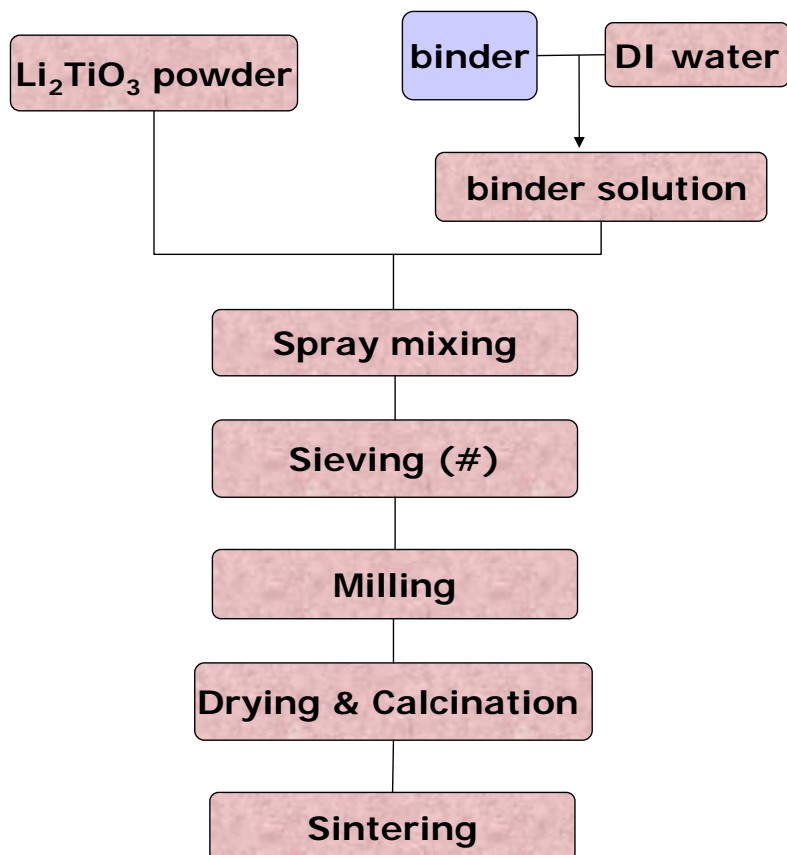 Li₂TiO₃ powder
binder
DI water
binder solution
Spray mixing
Sieving (#)
Milling
Drying & Calcination
Sintering